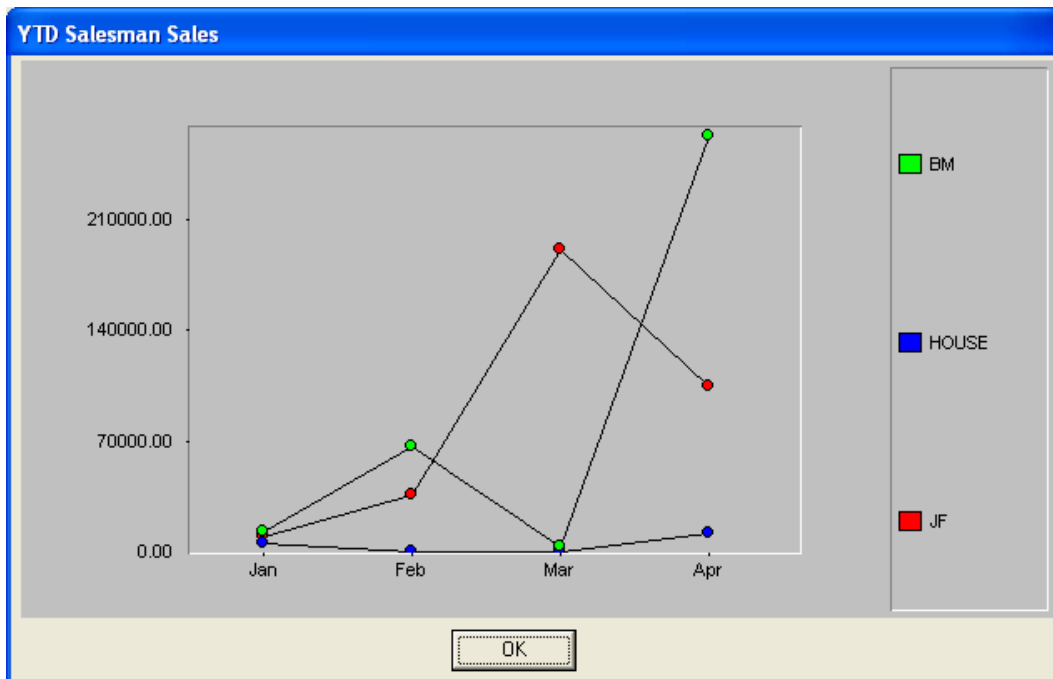 YTD Salesman Sales
210000.00
140000.00
70000.00
0.00
Jan Feb Mar Apr
BM
HOUSE
JF
OK